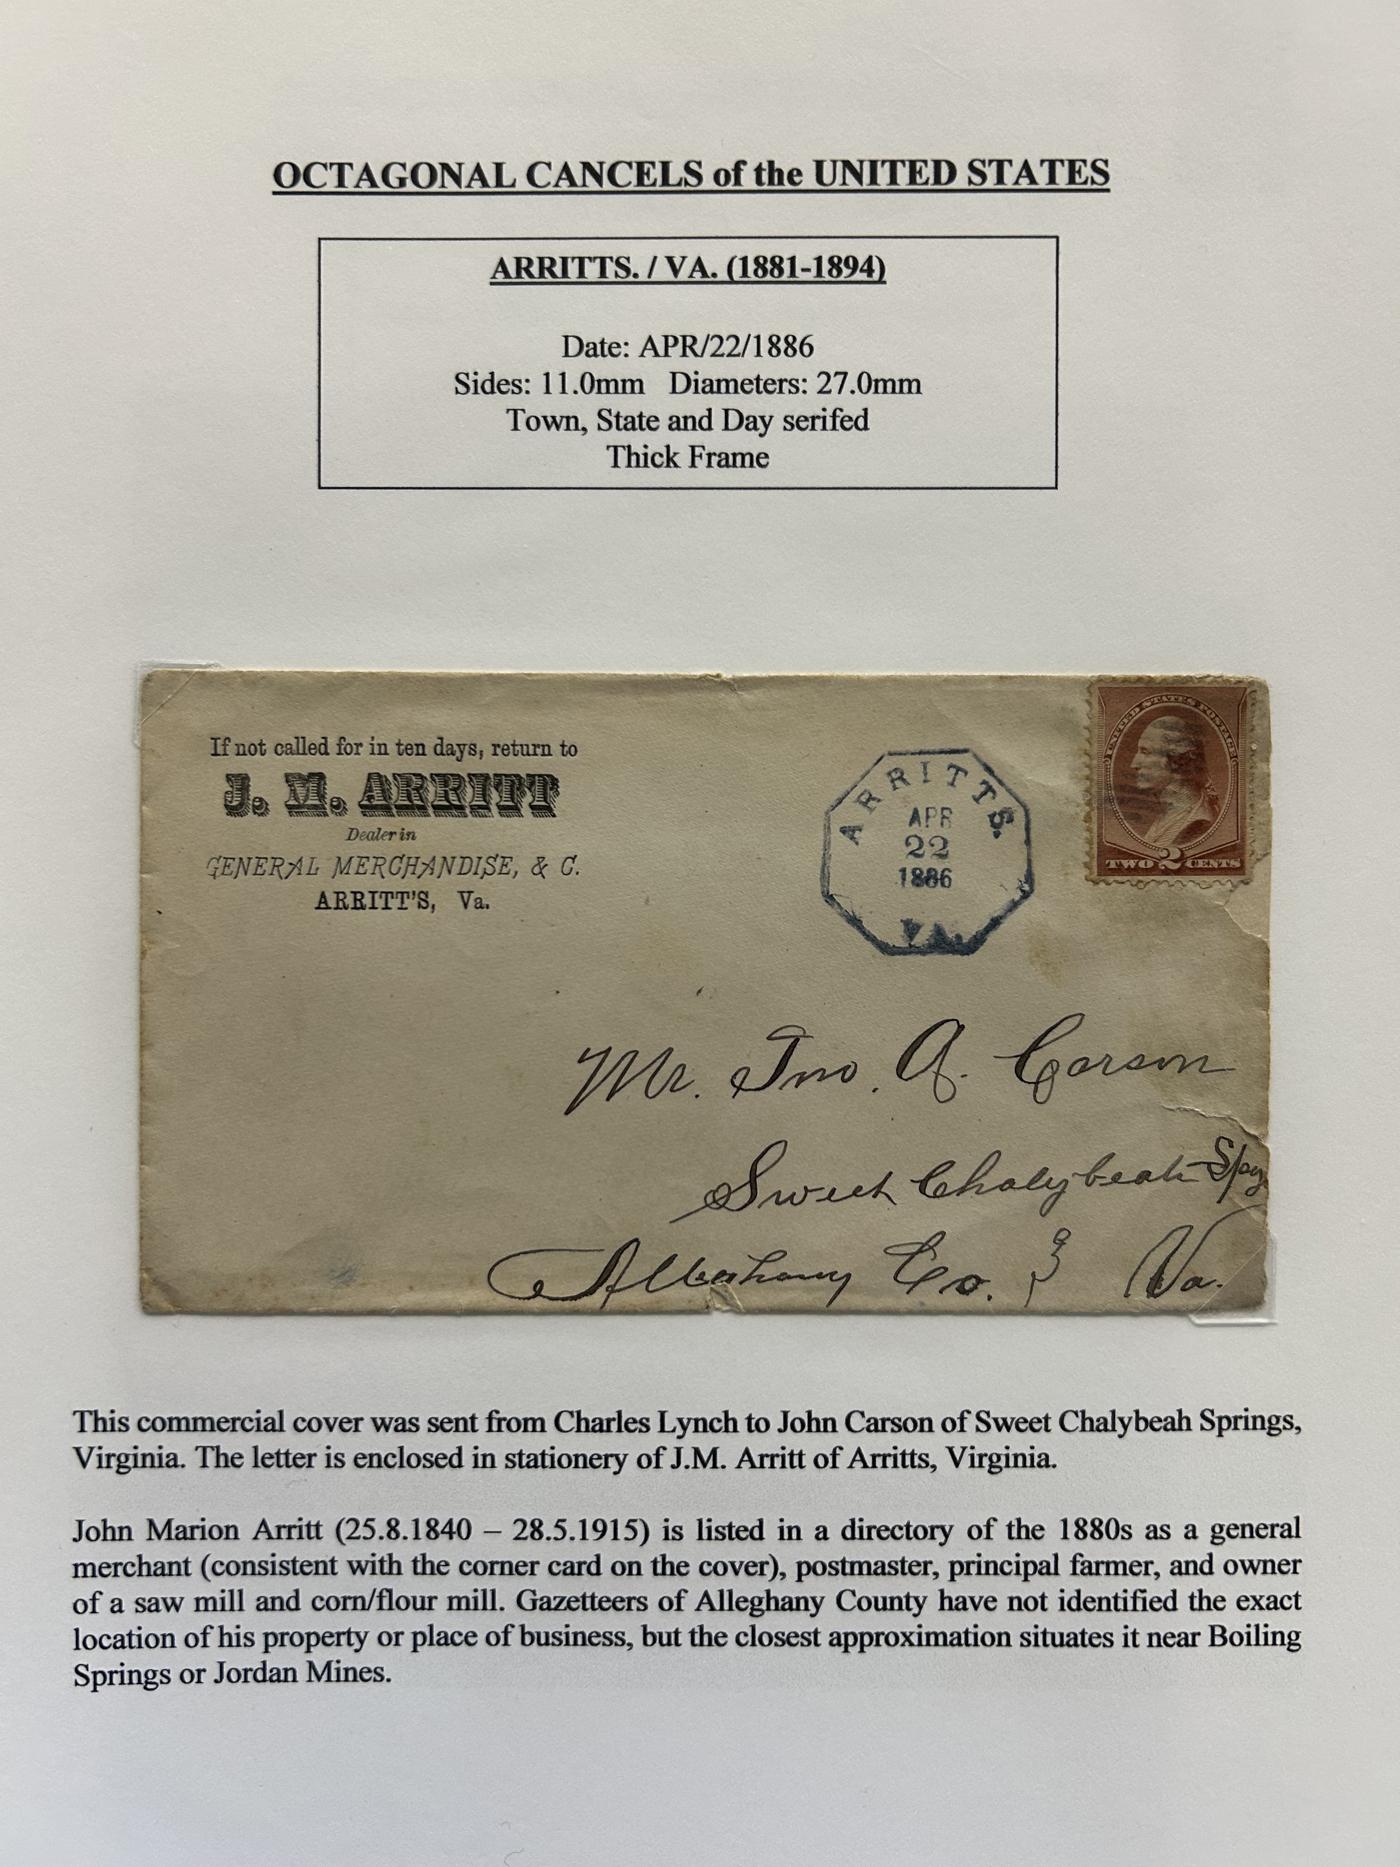 OCTAGONAL CANCELS of the UNITED STATES
ARRITTS. / VA. (1881-1894)
Date: APR/22/1886
Sides: 11.0mm Diameters: 27.0mm
Town, State and Day serifed
Thick Frame
If not called for in ten days, return to
J. M. ARRITT
Dealer in
GENERAL MERCHANDISE, & C.
ARRITT'S, Va.
ARRITTS.
APR
22
1886
VA.
UNITED STATES POSTAGE
TWO 2 CENTS
Mr. Jno. A. Carson
Sweet Chalybeah Spgs
Alleghany Co. Va.
This commercial cover was sent from Charles Lynch to John Carson of Sweet Chalybeah Springs,
Virginia. The letter is enclosed in stationery of J.M. Arritt of Arritts, Virginia.
John Marion Arritt (25.8.1840 – 28.5.1915) is listed in a directory of the 1880s as a general
merchant (consistent with the corner card on the cover), postmaster, principal farmer, and owner
of a saw mill and corn/flour mill. Gazetteers of Alleghany County have not identified the exact
location of his property or place of business, but the closest approximation situates it near Boiling
Springs or Jordan Mines.